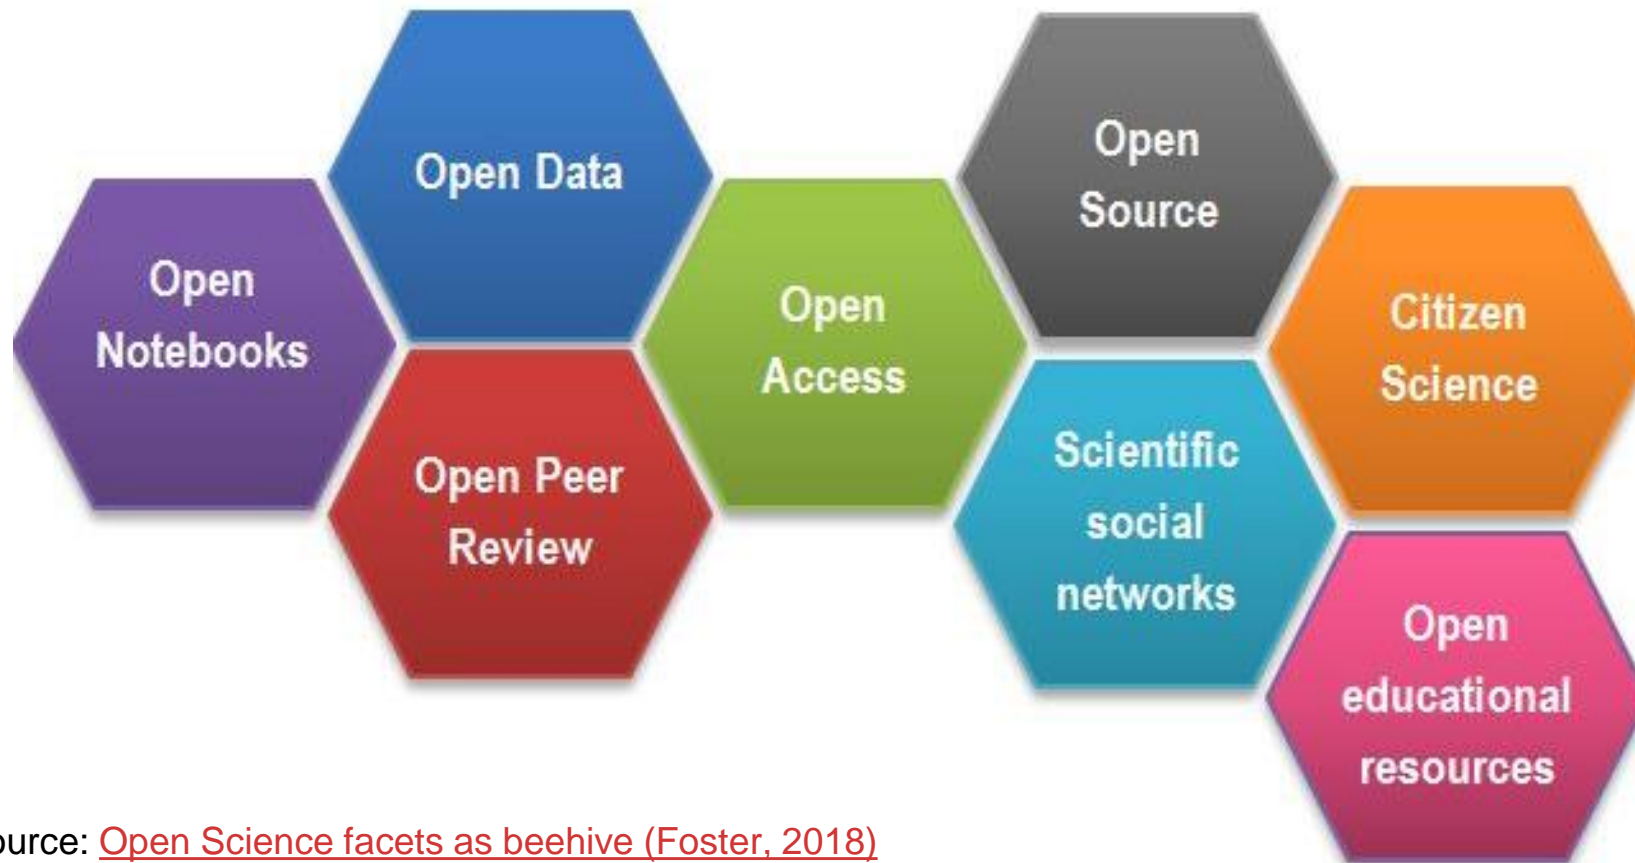 Open
Notebooks
Open Data
Open Peer
Review
Open
Access
Open
Source
Scientific
social
networks
Citizen
Science
Open
educational
resources
ource: Open Science facets as beehive (Foster, 2018)